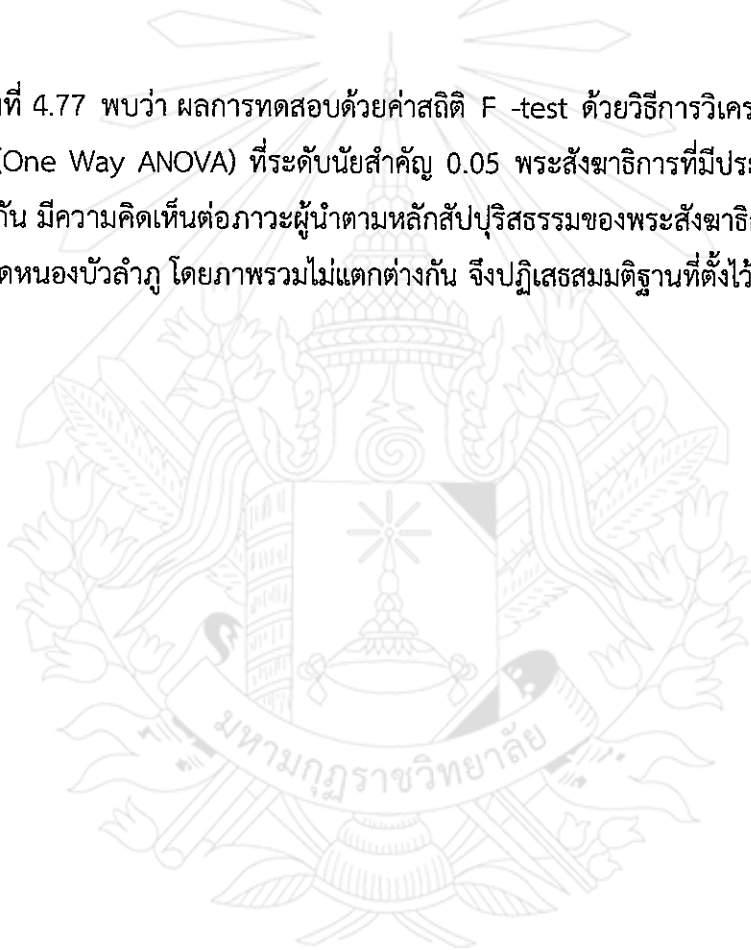 ที่ 4.77 พบว่า ผลการทดสอบด้วยค่าสถิติ F -test ด้วยวิธีการวิเคร
(One Way ANOVA) ที่ระดับนัยสำคัญ 0.05 พระสังฆาธิการที่มีประ
กัน มีความคิดเห็นต่อภาวะผู้นำตามหลักสัปปุริสธรรมของพระสังฆาธิก
ดหนองบัวลำภู โดยภาพรวมไม่แตกต่างกัน จึงปฏิเสธสมมติฐานที่ตั้งไว้
มหามกุฏราชวิทยาลัย